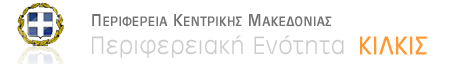 ΠΕΡΙΦΕΡΕΙΑ ΚΕΝΤΡΙΚΗΣ ΜΑΚΕΔΟΝΙΑΣ
Περιφερειακή Ενότητα ΚΙΛΚΙΣ